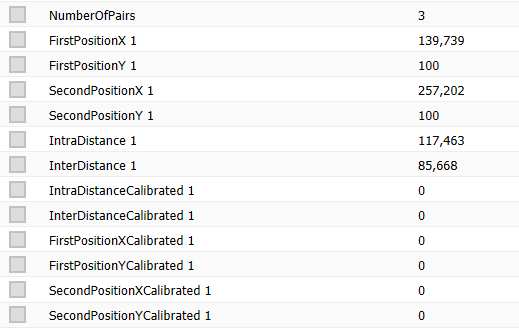 NumberOfPairs 3
FirstPositionX 1 139,739
FirstPositionY 1 100
SecondPositionX 1 257,202
SecondPositionY 1 100
IntraDistance 1 117,463
InterDistance 1 85,668
IntraDistanceCalibrated 1 0
InterDistanceCalibrated 1 0
FirstPositionXCalibrated 1 0
FirstPositionYCalibrated 1 0
SecondPositionXCalibrated 1 0
SecondPositionYCalibrated 1 0